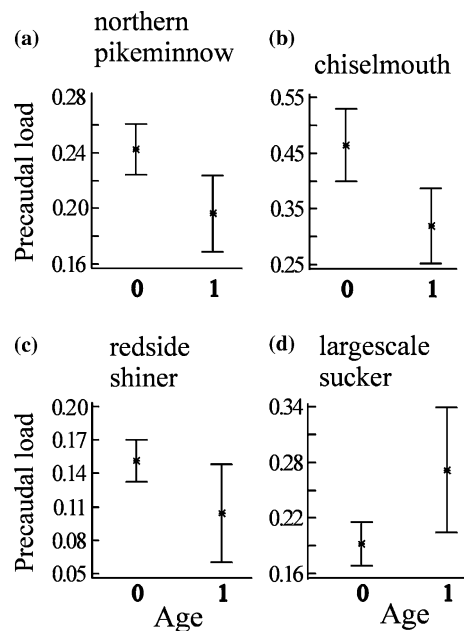 (a) northern
pikeminnow
Precaudal load
0.28
0.24
0.20
0.16
0 1
(b)
chiselmouth
0.55
0.45
0.35
0.25
0 1
(c) redside
shiner
Precaudal load
0.20
0.17
0.14
0.11
0.08
0.05
0 1
Age
(d) largescale
sucker
0.34
0.28
0.22
0.16
0 1
Age